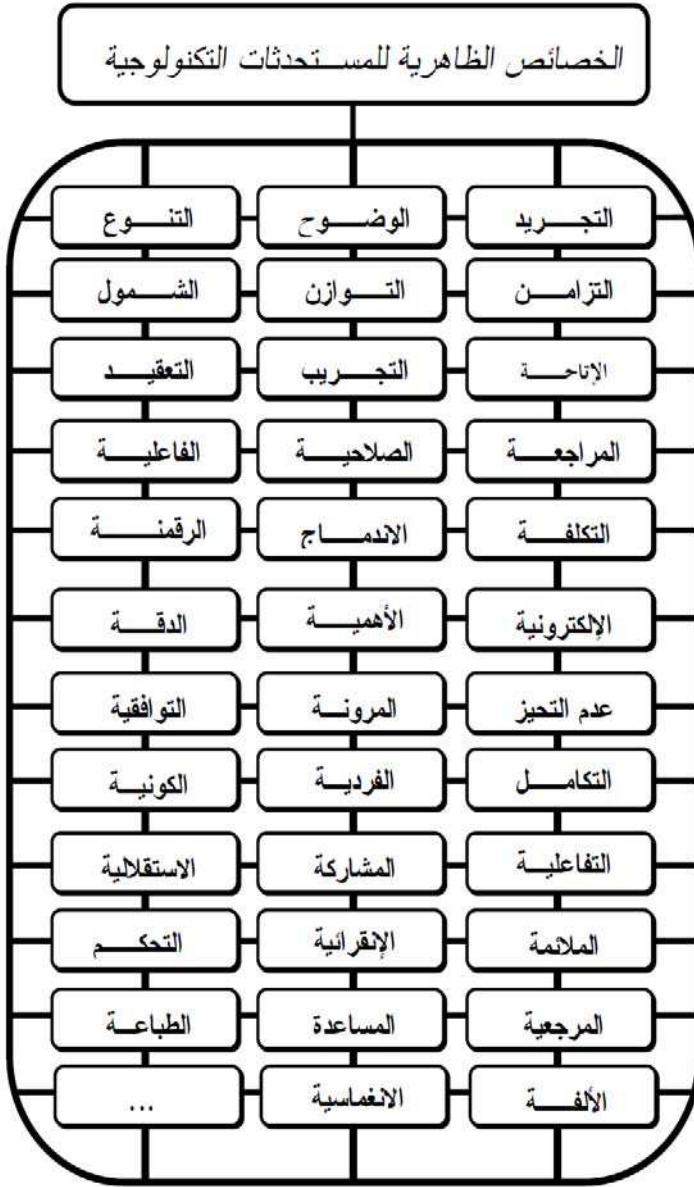 الخصائص الظاهرية للمستحدثات التكنولوجية
التجريد الوضوح التنوع
التزامن التوازن الشمول
الإتاحة التجريب التعقيد
المراجعة الصلاحية الفاعلية
التكلفة الاندماج الرقمنة
الإلكترونية الأهمية الدقة
عدم التحيز المرونة التوافقية
التكامل الفردية الكونية
التفاعلية المشاركة الاستقلالية
الملائمة الإنقرائية التحكم
المرجعية المساعدة الطباعة
الألفة الانغماسية ...